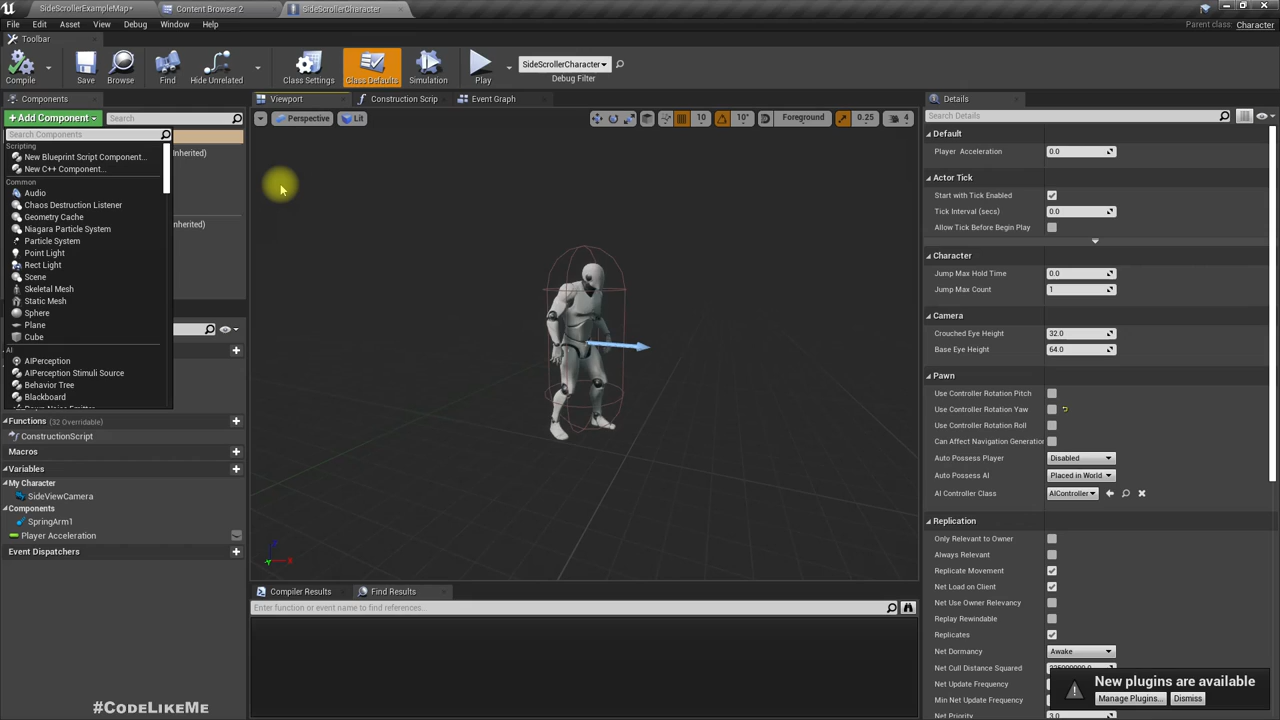 SideScrollerExampleMap*
Content Browser 2
SideScrollerCharacter
File Edit Asset View Debug Window Help
Parent class: Character
Toolbar
Compile
Save
Browse
Find
Hide Unrelated
Class Settings
Class Defaults
Simulation
Play
SideScrollerCharacter
Debug Filter
Components
+ Add Component
Search
Search Components
Scripting
New Blueprint Script Component...
New C++ Component...
Common
Audio
Chaos Destruction Listener
Geometry Cache
Niagara Particle System
Particle System
Point Light
Rect Light
Scene
Skeletal Mesh
Static Mesh
Sphere
Plane
Cube
AI
AIPerception
AIPerception Stimuli Source
Behavior Tree
Blackboard
nherited)
nherited)
Functions (32 Overridable)
ConstructionScript
Macros
Variables
My Character
SideViewCamera
Components
SpringArm1
Player Acceleration
Event Dispatchers
#CODELIKEME
Viewport
Construction Scrip
Event Graph
Perspective
Lit
10
10°
Foreground
0.25
4
Compiler Results
Find Results
Enter function or event name to find references...
Details
Search Details
Default
Player Acceleration 0.0
Actor Tick
Start with Tick Enabled
Tick Interval (secs) 0.0
Allow Tick Before Begin Play
Character
Jump Max Hold Time 0.0
Jump Max Count 1
Camera
Crouched Eye Height 32.0
Base Eye Height 64.0
Pawn
Use Controller Rotation Pitch
Use Controller Rotation Yaw
Use Controller Rotation Roll
Can Affect Navigation Generation
Auto Possess Player Disabled
Auto Possess AI Placed in World
AI Controller Class AIController
Replication
Only Relevant to Owner
Always Relevant
Replicate Movement
Net Load on Client
Net Use Owner Relevancy
Replay Rewindable
Replicates
Net Dormancy Awake
Net Cull Distance Squared
Net Update Frequency
Min Net Update Frequency
Net Priority 3.0
New plugins are available
Manage Plugins...
Dismiss